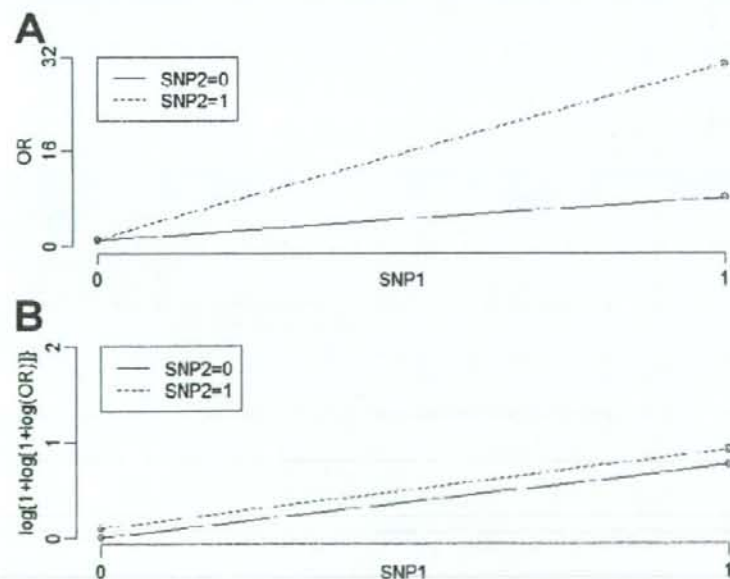 A
32
16
0
OR
SNP2=0
SNP2=1
0
SNP1
1
B
2
1
0
log{1+log[1+log(OR)]}
SNP2=0
SNP2=1
0
SNP1
1